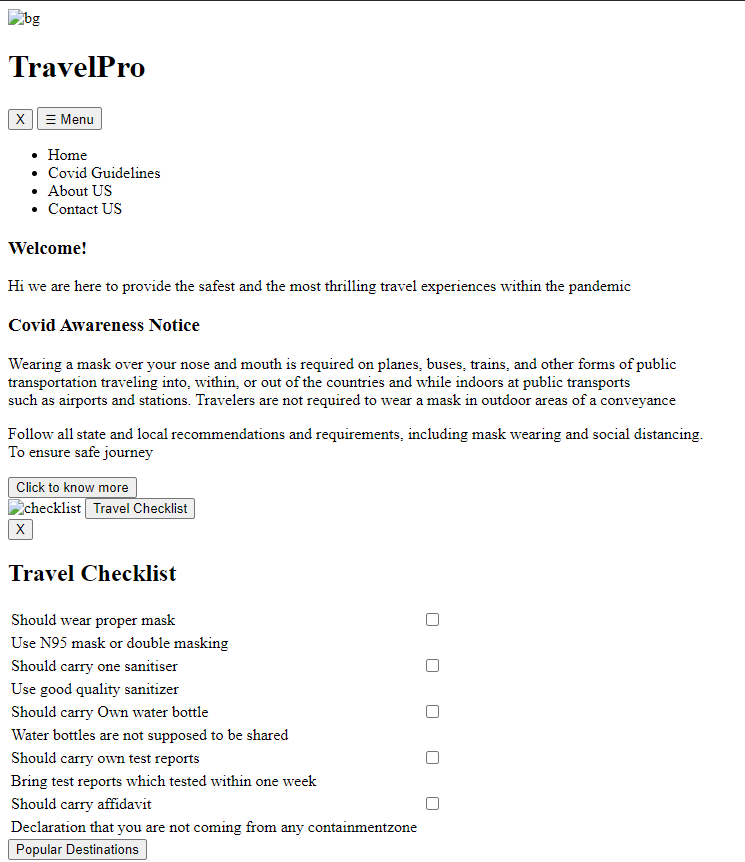 bg
TravelPro
X ☰ Menu
Home
Covid Guidelines
About US
Contact US
Welcome!
Hi we are here to provide the safest and the most thrilling travel experiences within the pandemic
Covid Awareness Notice
Wearing a mask over your nose and mouth is required on planes, buses, trains, and other forms of public
transportation traveling into, within, or out of the countries and while indoors at public transports
such as airports and stations. Travelers are not required to wear a mask in outdoor areas of a conveyance
Follow all state and local recommendations and requirements, including mask wearing and social distancing.
To ensure safe journey
Click to know more
checklist Travel Checklist
X
Travel Checklist
Should wear proper mask
Use N95 mask or double masking
Should carry one sanitiser
Use good quality sanitizer
Should carry Own water bottle
Water bottles are not supposed to be shared
Should carry own test reports
Bring test reports which tested within one week
Should carry affidavit
Declaration that you are not coming from any containmentzone
Popular Destinations